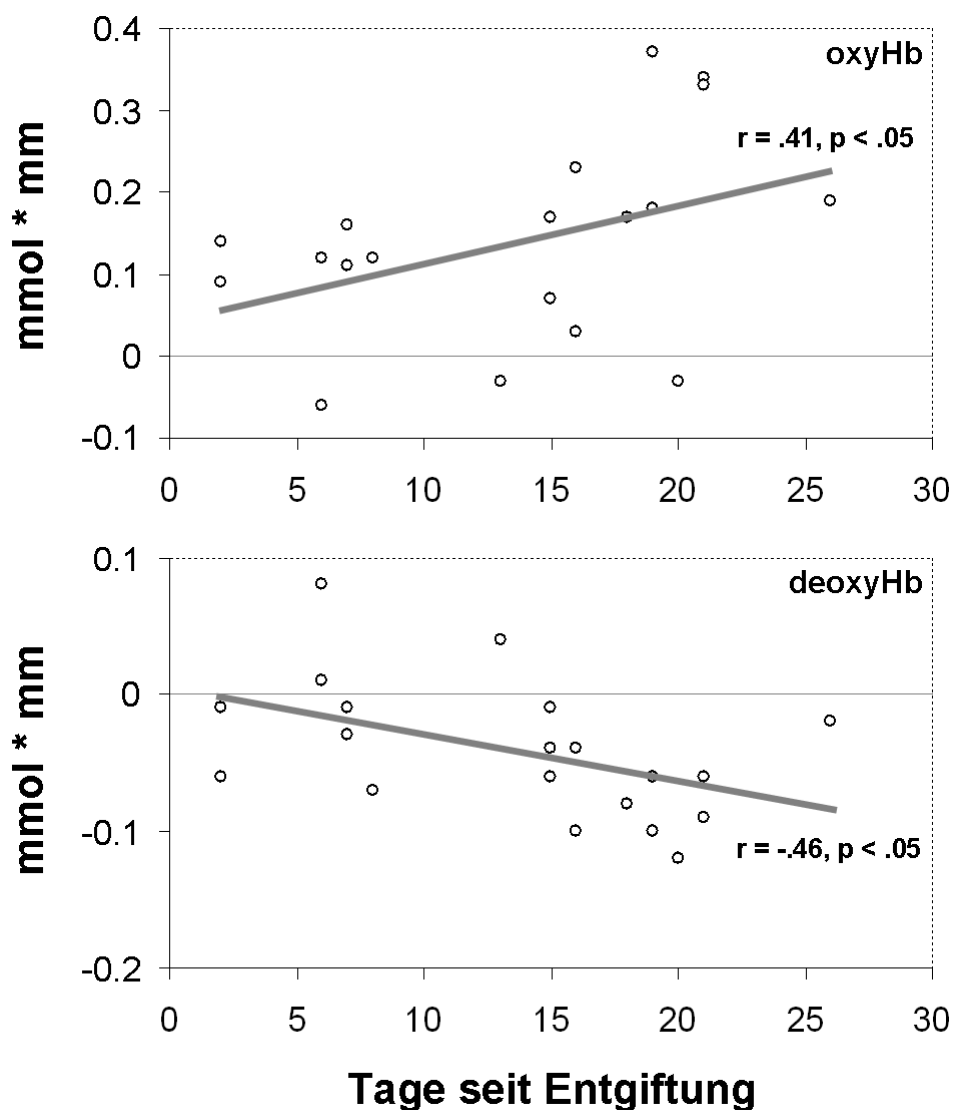 oxyHb
r = .41, p < .05
mmol * mm
0.4
0.3
0.2
0.1
0
-0.1
0 5 10 15 20 25 30
deoxyHb
r = -.46, p < .05
mmol * mm
0.1
0
-0.1
-0.2
0 5 10 15 20 25 30
Tage seit Entgiftung